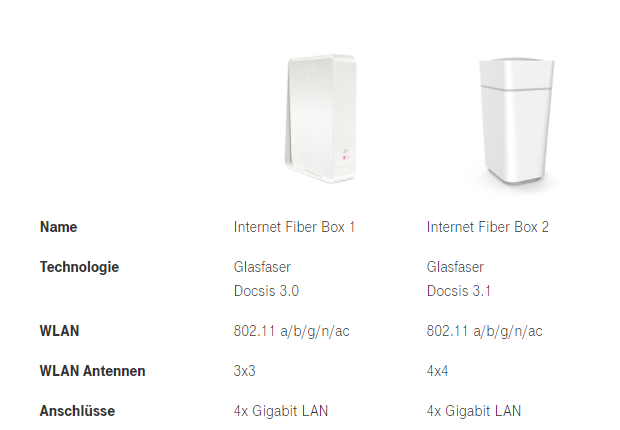 Name Internet Fiber Box 1 Internet Fiber Box 2
Technologie Glasfaser Glasfaser
Docsis 3.0 Docsis 3.1
WLAN 802.11 a/b/g/n/ac 802.11 a/b/g/n/ac
WLAN Antennen 3x3 4x4
Anschlüsse 4x Gigabit LAN 4x Gigabit LAN